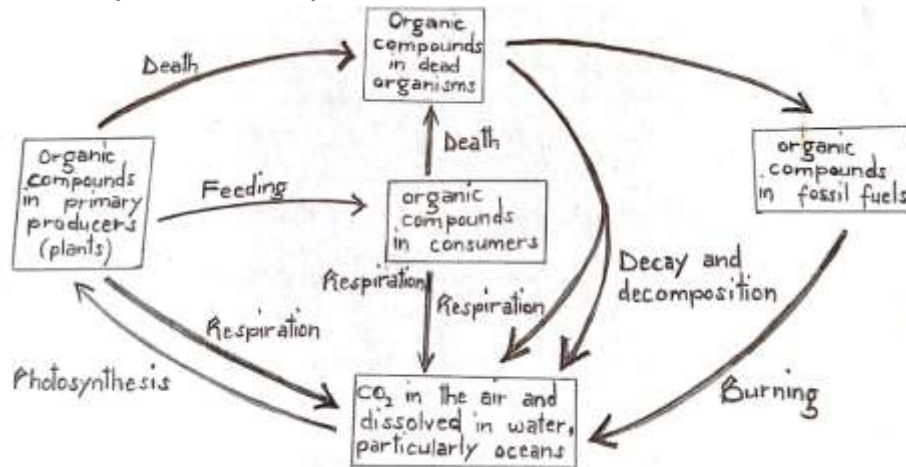 Organic
compounds
in dead
organisms
Death
Death
organic
compounds
in fossil fuels
Organic
compounds
in primary
producers
(plants)
Feeding
organic
compounds
in consumers
Decay and
decomposition
Respiration
Respiration
Respiration
Photosynthesis
CO₂ in the air and
dissolved in water,
particularly oceans
Burning